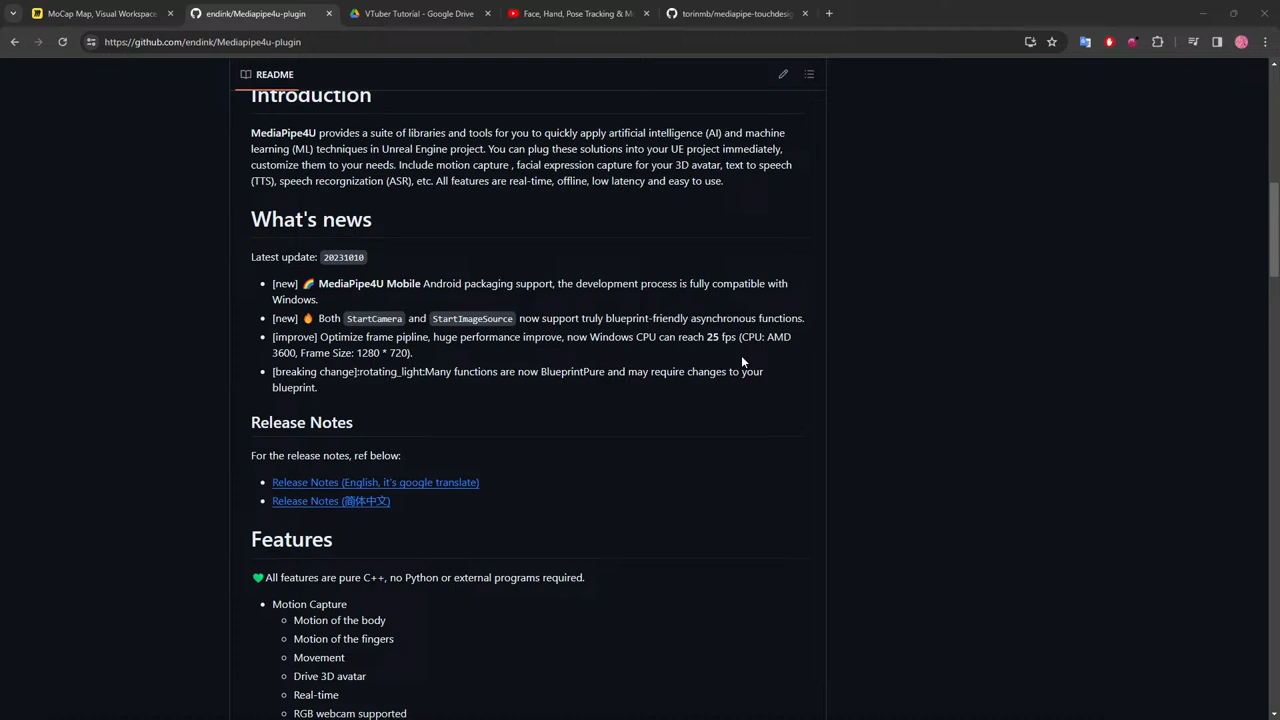 MoCap Map, Visual Workspace
endink/Mediapipe4u-plugin
VTuber Tutorial - Google Drive
Face, Hand, Pose Tracking & M
torinmb/mediapipe-touchdesig
https://github.com/endink/Mediapipe4u-plugin
README
Introduction
MediaPipe4U provides a suite of libraries and tools for you to quickly apply artificial intelligence (AI) and machine
learning (ML) techniques in Unreal Engine project. You can plug these solutions into your UE project immediately,
customize them to your needs. Include motion capture , facial expression capture for your 3D avatar, text to speech
(TTS), speech recorgnization (ASR), etc. All features are real-time, offline, low latency and easy to use.
What's news
Latest update: 20231010
[new] 🌈 MediaPipe4U Mobile Android packaging support, the development process is fully compatible with
Windows.
[new] 🔥 Both StartCamera and StartImageSource now support truly blueprint-friendly asynchronous functions.
[improve] Optimize frame pipline, huge performance improve, now Windows CPU can reach 25 fps (CPU: AMD
3600, Frame Size: 1280 * 720).
[breaking change]:rotating_light:Many functions are now BlueprintPure and may require changes to your
blueprint.
Release Notes
For the release notes, ref below:
Release Notes (English, it's google translate)
Release Notes (简体中文)
Features
💚All features are pure C++, no Python or external programs required.
Motion Capture
Motion of the body
Motion of the fingers
Movement
Drive 3D avatar
Real-time
RGB webcam supported